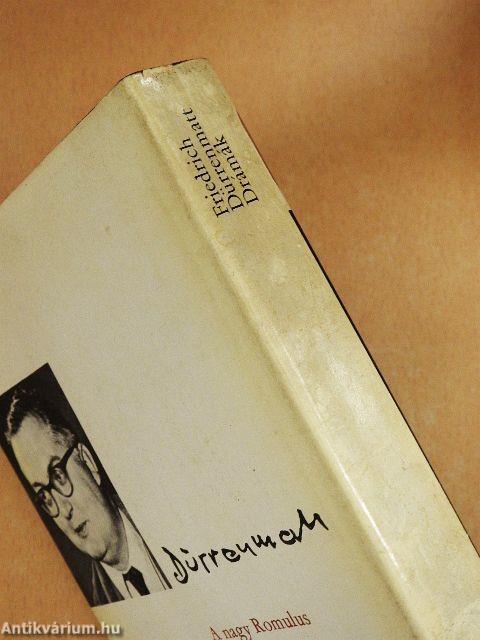 Friedrich
Dürrenmatt
Drámák
Dürrenmatt
A nagy Romulus
Antikvárium.hu